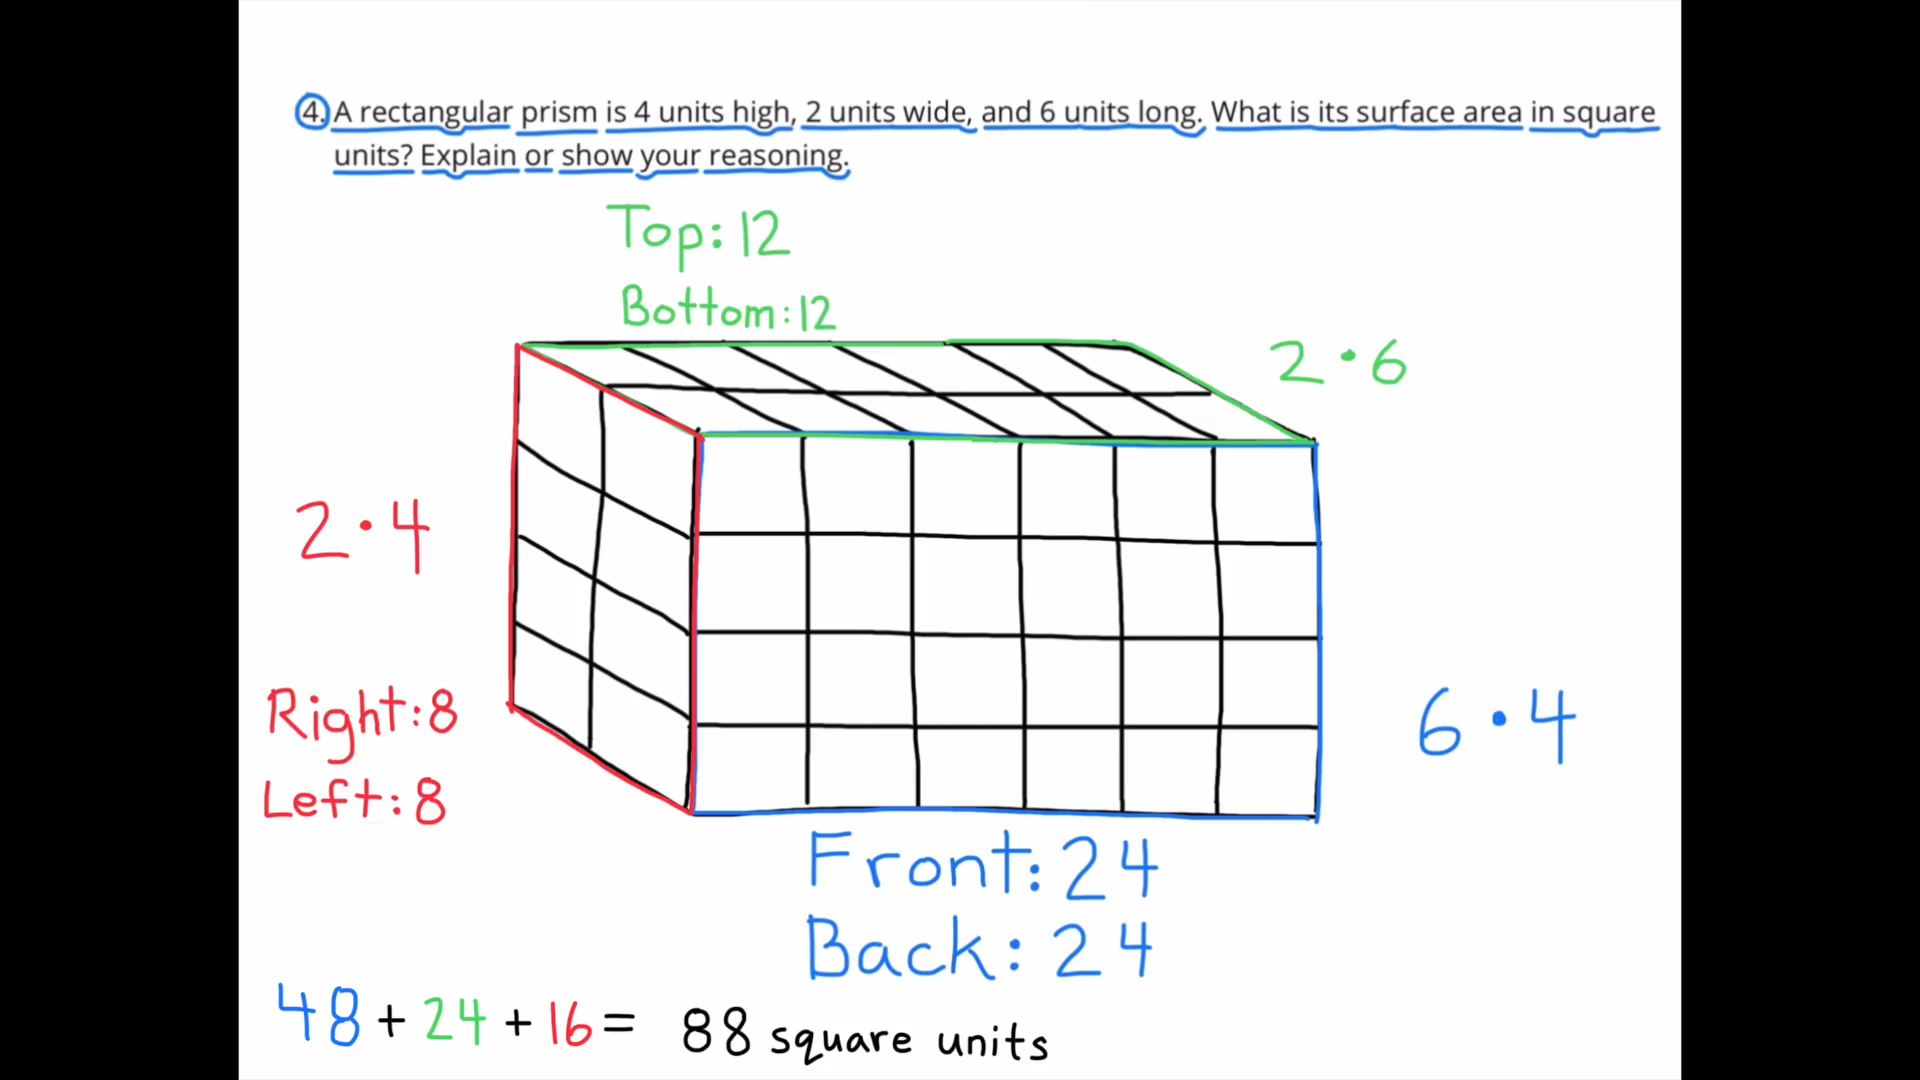 4. A rectangular prism is 4 units high, 2 units wide, and 6 units long. What is its surface area in square
units? Explain or show your reasoning.
Top: 12
Bottom: 12
2 · 6
2 · 4
Right: 8
Left: 8
6 · 4
Front: 24
Back: 24
48 + 24 + 16 = 88 square units